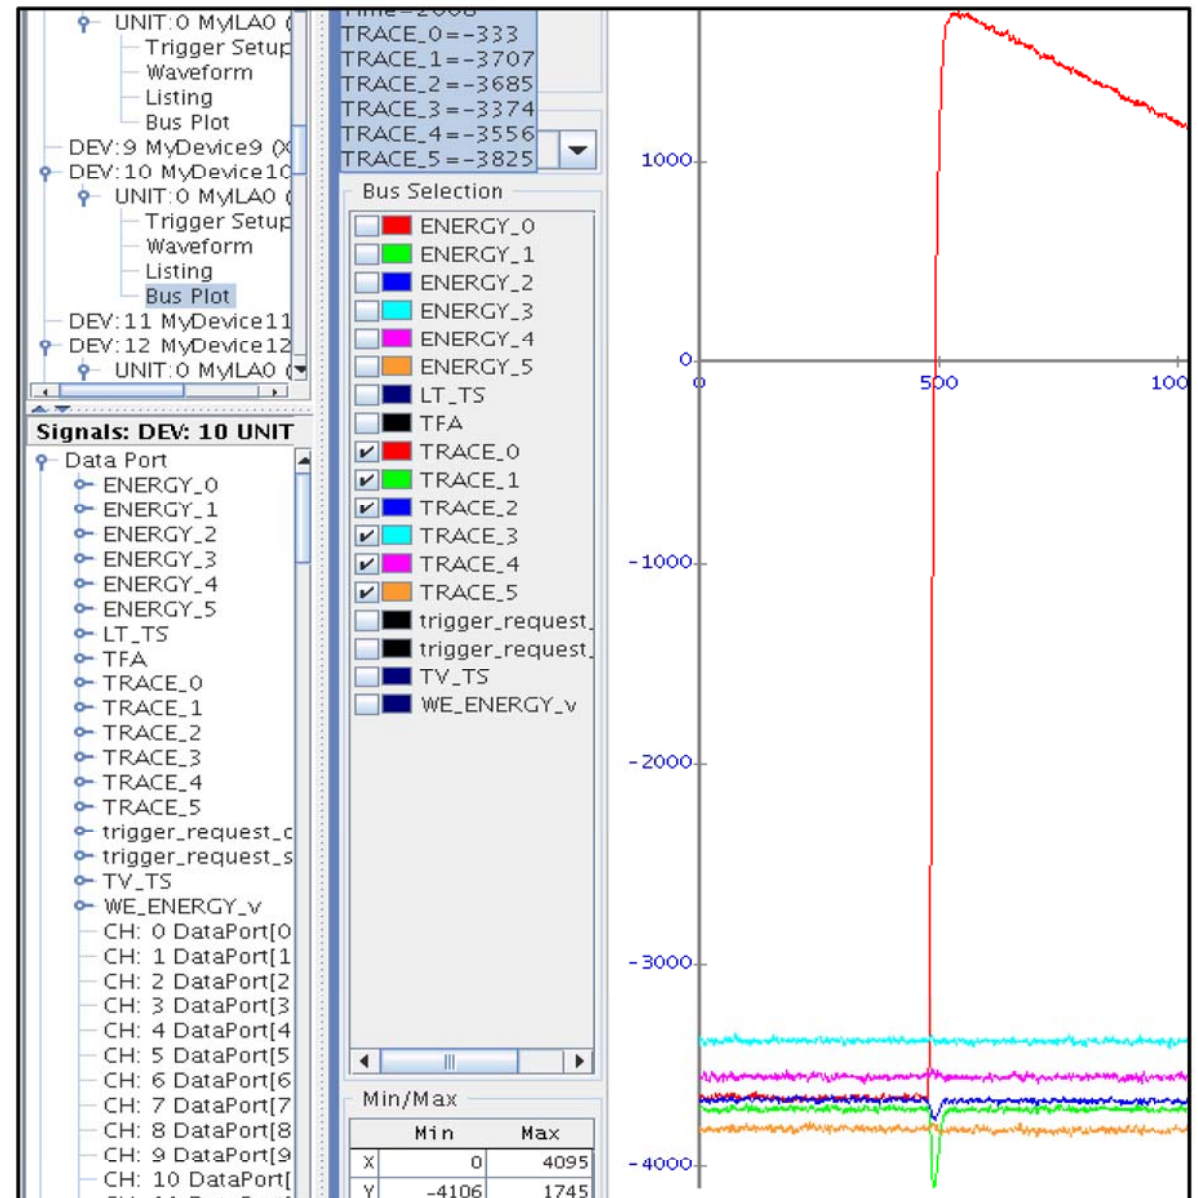 UNIT:0 MyILA0 (
Trigger Setup
Waveform
Listing
Bus Plot
DEV:9 MyDevice9 (X
DEV:10 MyDevice10
UNIT:0 MyILA0 (
Trigger Setup
Waveform
Listing
Bus Plot
DEV:11 MyDevice11
DEV:12 MyDevice12
UNIT:0 MyILA0 (
Signals: DEV: 10 UNIT
Data Port
ENERGY_0
ENERGY_1
ENERGY_2
ENERGY_3
ENERGY_4
ENERGY_5
LT_TS
TFA
TRACE_0
TRACE_1
TRACE_2
TRACE_3
TRACE_4
TRACE_5
trigger_request_c
trigger_request_s
TV_TS
WE_ENERGY_v
CH: 0 DataPort[0
CH: 1 DataPort[1
CH: 2 DataPort[2
CH: 3 DataPort[3
CH: 4 DataPort[4
CH: 5 DataPort[5
CH: 6 DataPort[6
CH: 7 DataPort[7
CH: 8 DataPort[8
CH: 9 DataPort[9
CH: 10 DataPort[
Time=2008
TRACE_0=-333
TRACE_1=-3707
TRACE_2=-3685
TRACE_3=-3374
TRACE_4=-3556
TRACE_5=-3825
Bus Selection
ENERGY_0
ENERGY_1
ENERGY_2
ENERGY_3
ENERGY_4
ENERGY_5
LT_TS
TFA
TRACE_0
TRACE_1
TRACE_2
TRACE_3
TRACE_4
TRACE_5
trigger_request_
trigger_request_
TV_TS
WE_ENERGY_v
Min/Max
Min Max
X 0 4095
Y -4106 1745
1000
0
0 500 100
-1000
-2000
-3000
-4000